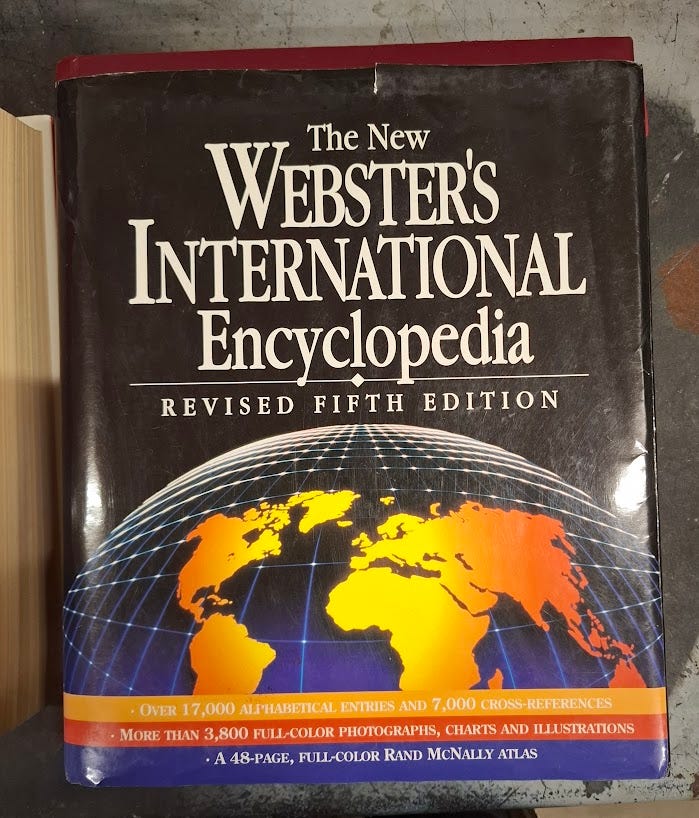 The New
WEBSTER'S
INTERNATIONAL
Encyclopedia
REVISED FIFTH EDITION
· OVER 17,000 ALPHABETICAL ENTRIES AND 7,000 CROSS-REFERENCES
· MORE THAN 3,800 FULL-COLOR PHOTOGRAPHS, CHARTS AND ILLUSTRATIONS
· A 48-PAGE, FULL-COLOR RAND MCNALLY ATLAS